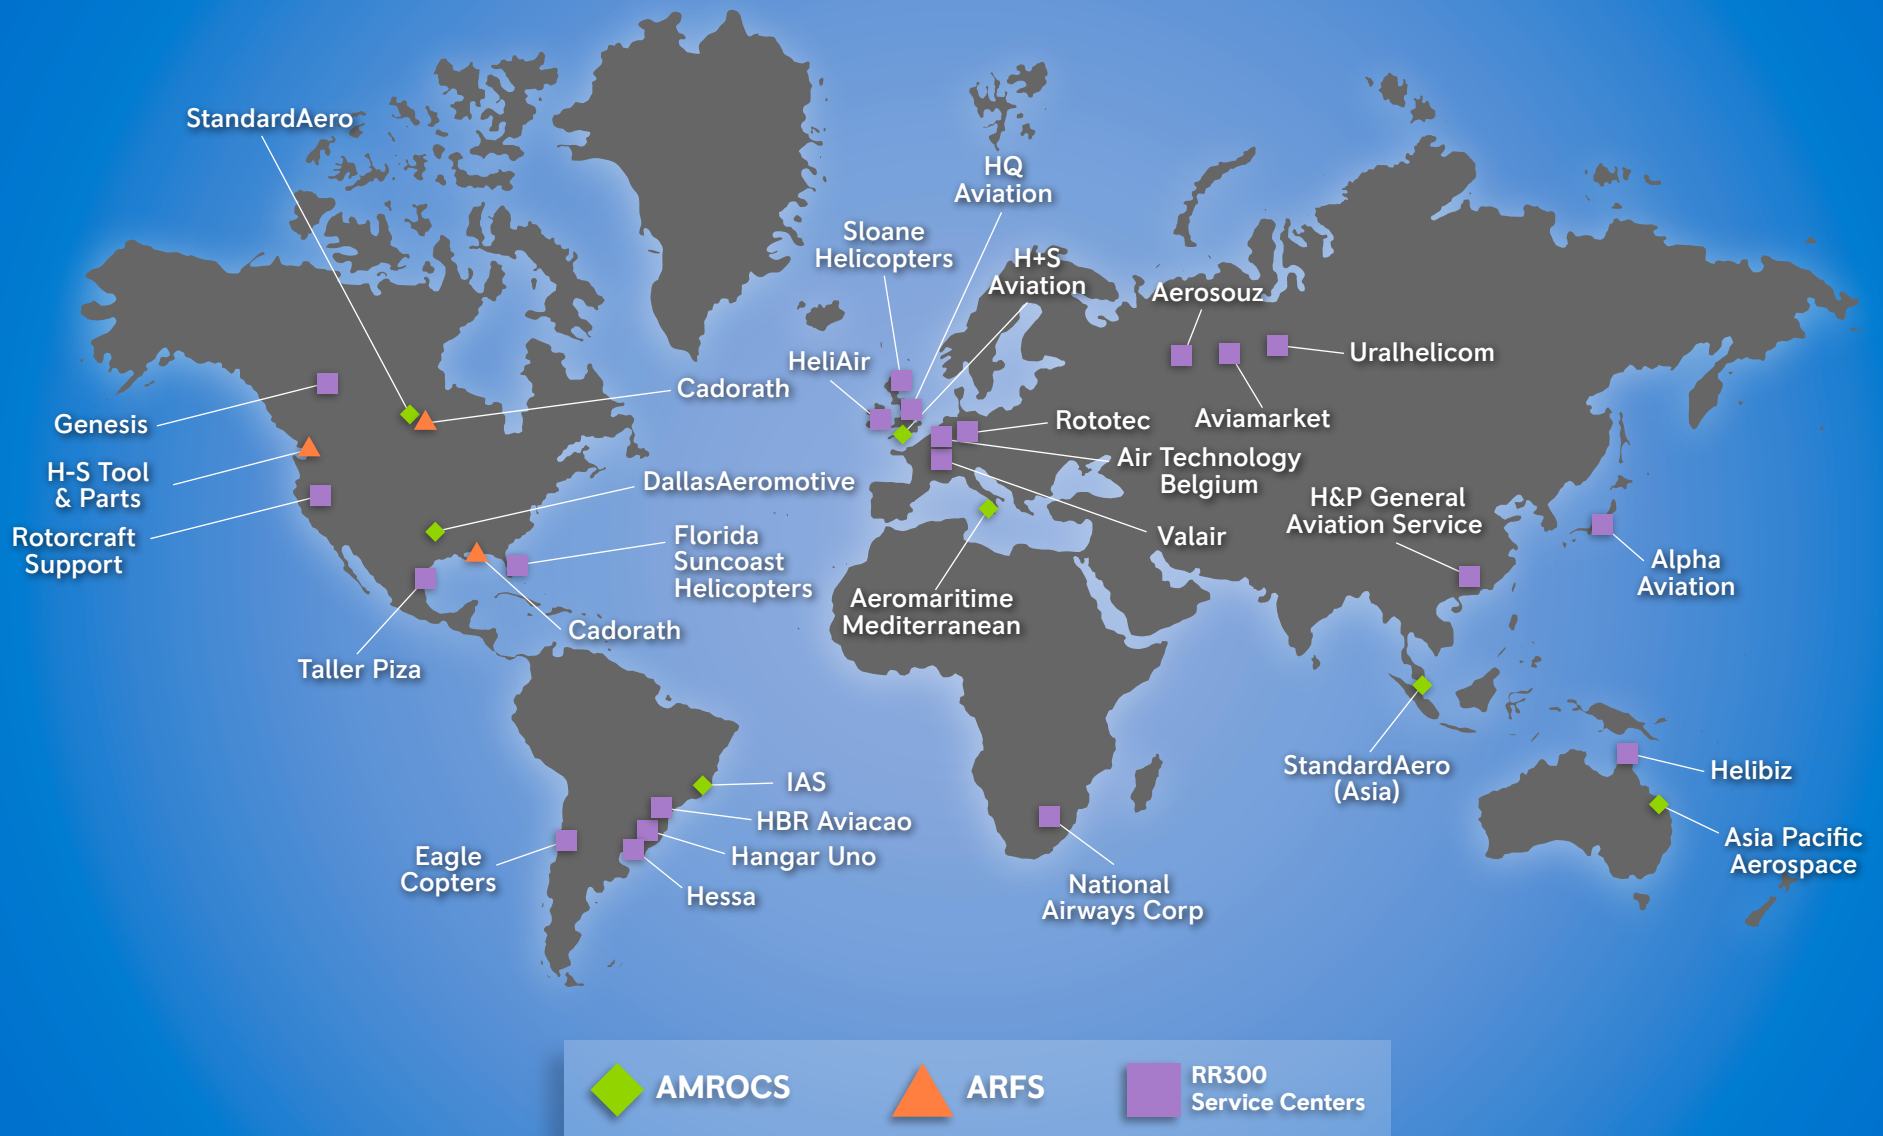 StandardAero
HQ
Aviation
Sloane
Helicopters
H+S
Aviation
Aerosouz
HeliAir
Uralhelicom
Cadorath
Genesis
Rototec
Aviamarket
Air Technology
Belgium
H-S Tool
& Parts
DallasAeromotive
H&P General
Aviation Service
Rotorcraft
Support
Florida
Suncoast
Helicopters
Valair
Alpha
Aviation
Aeromaritime
Mediterranean
Cadorath
Taller Piza
StandardAero
(Asia)
Helibiz
IAS
HBR Aviacao
Hangar Uno
Eagle
Copters
Hessa
Asia Pacific
Aerospace
National
Airways Corp
AMROCS
ARFS
RR300
Service Centers